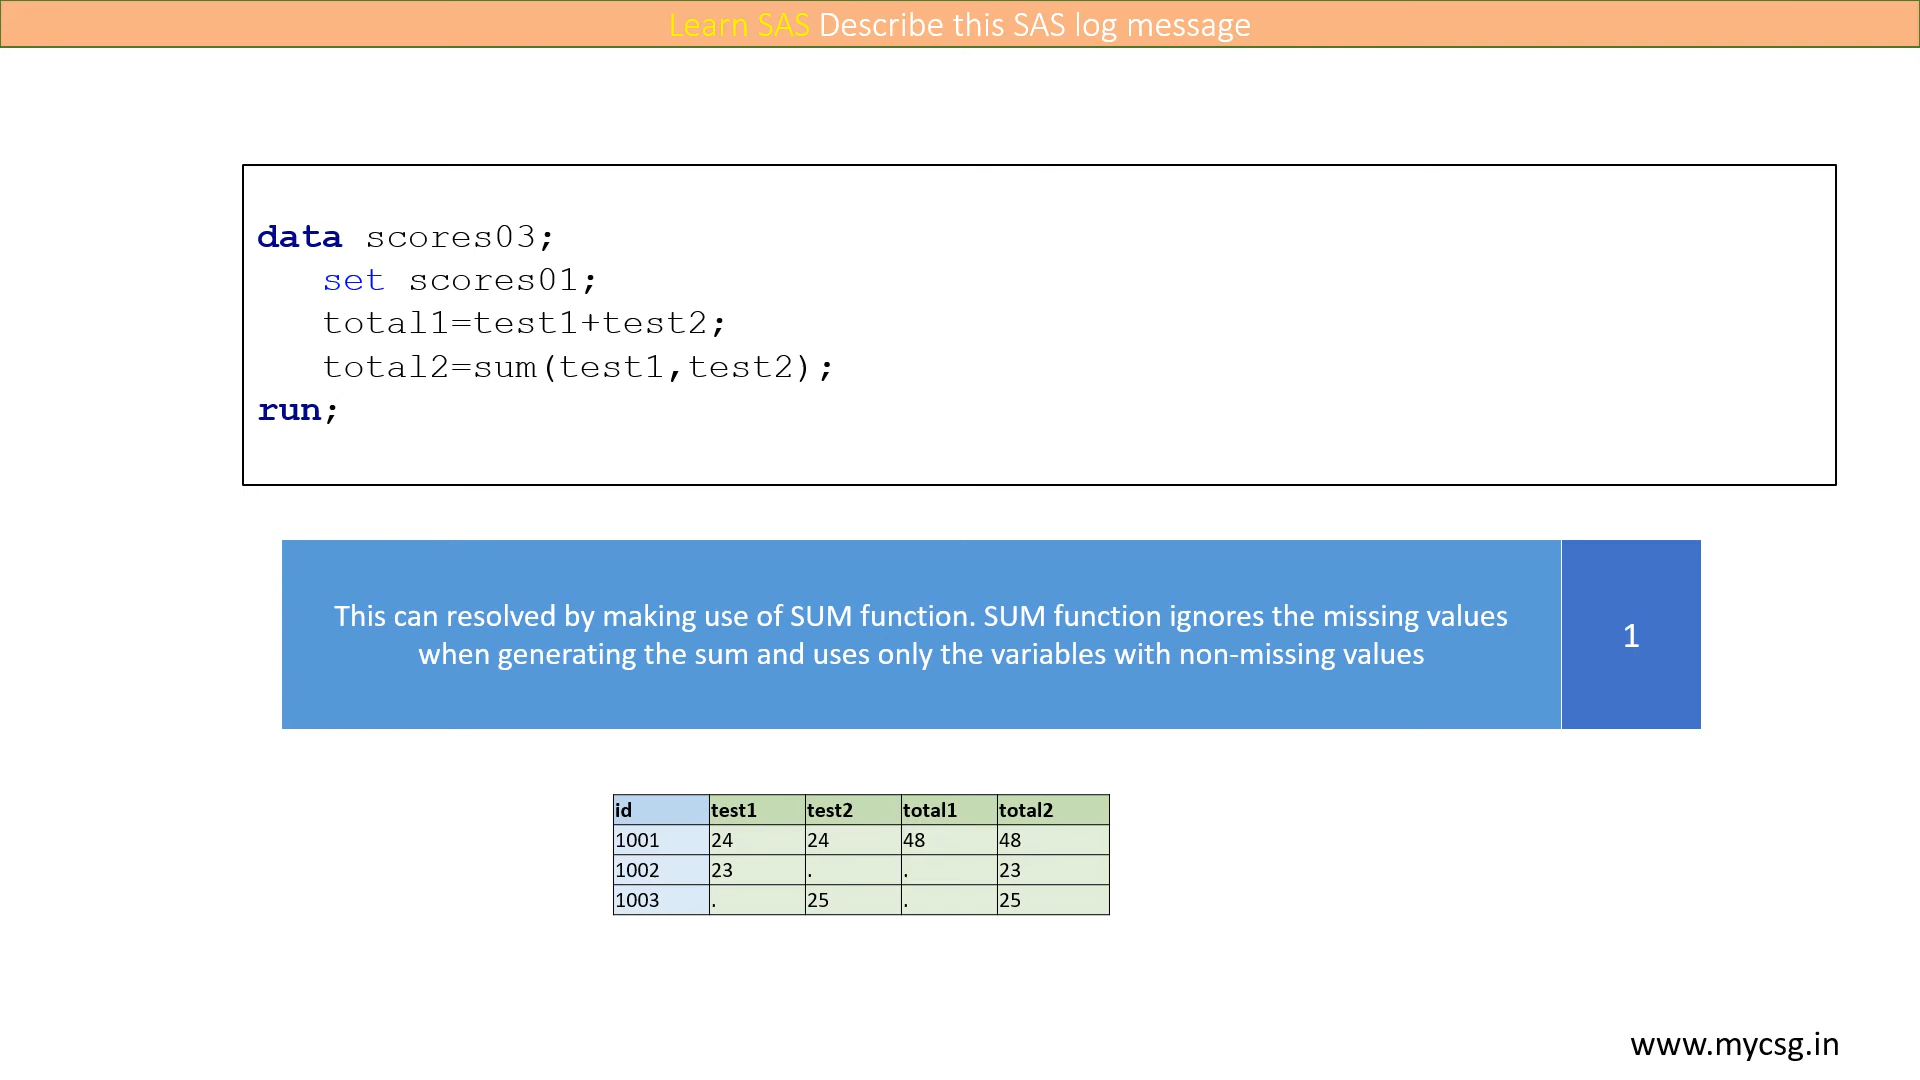 Learn SAS Describe this SAS log message
data scores03;
set scores01;
total1=test1+test2;
total2=sum(test1,test2);
run;
This can resolved by making use of SUM function. SUM function ignores the missing values
when generating the sum and uses only the variables with non-missing values
1
id test1 test2 total1 total2
1001 24 24 48 48
1002 23 . . 23
1003 . 25 . 25
www.mycsg.in